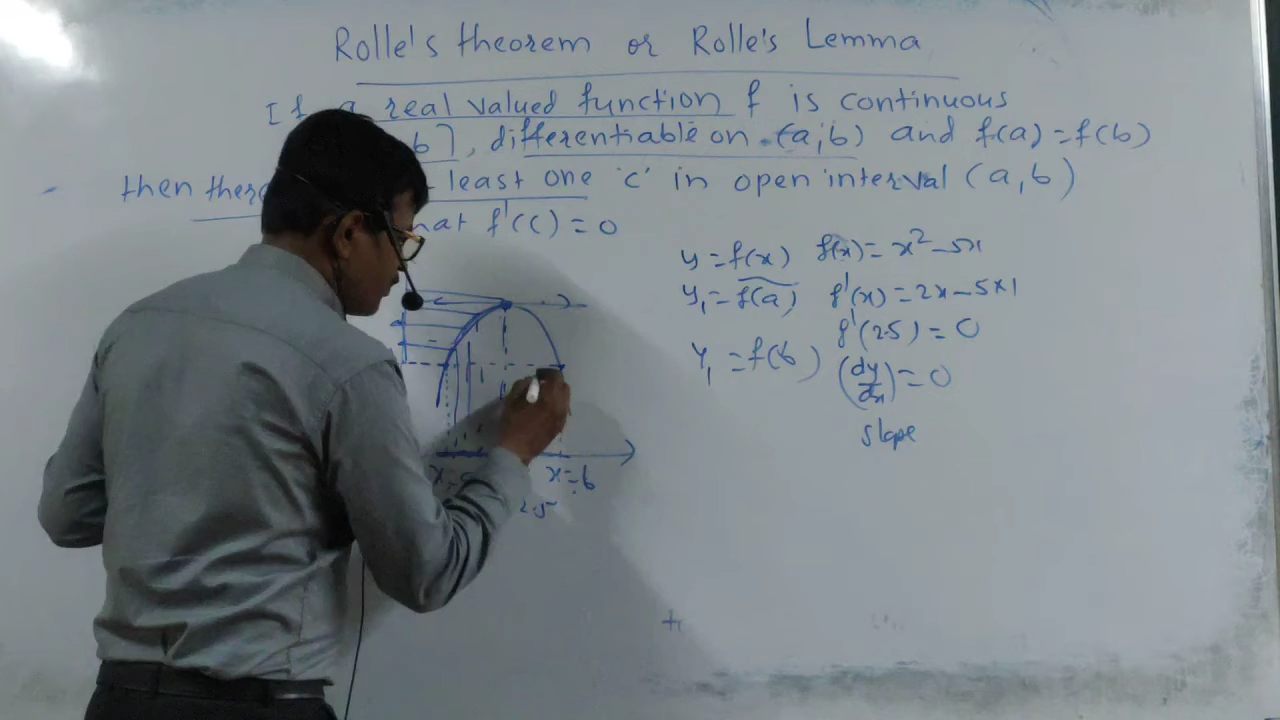 Rolle's theorem or Rolle's Lemma
If a real valued function f is continuous
b], differentiable on (a,b) and f(a)=f(b)
then there least one 'c' in open interval (a,b)
hat f'(c)=0
y=f(x) f(x)=x²-5x
y₁=f(a) f'(x)=2x-5×1
f'(2.5)=0
y₁=f(b) (dy/dx)=0
slope
x=b
2.5